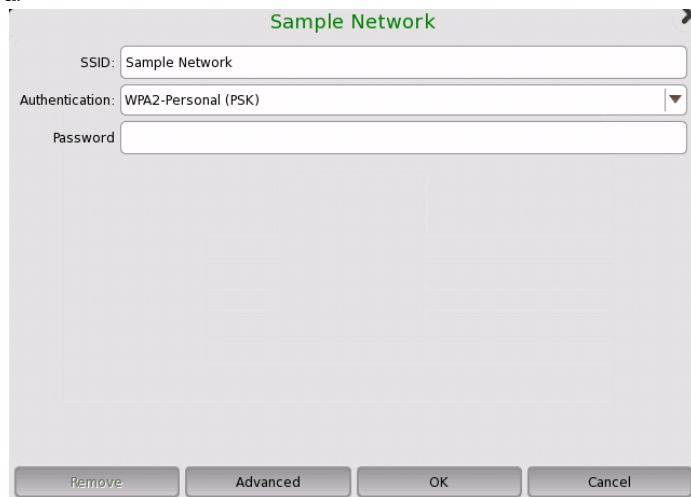 Sample Network
SSID: Sample Network
Authentication: WPA2-Personal (PSK)
Password
Remove Advanced OK Cancel